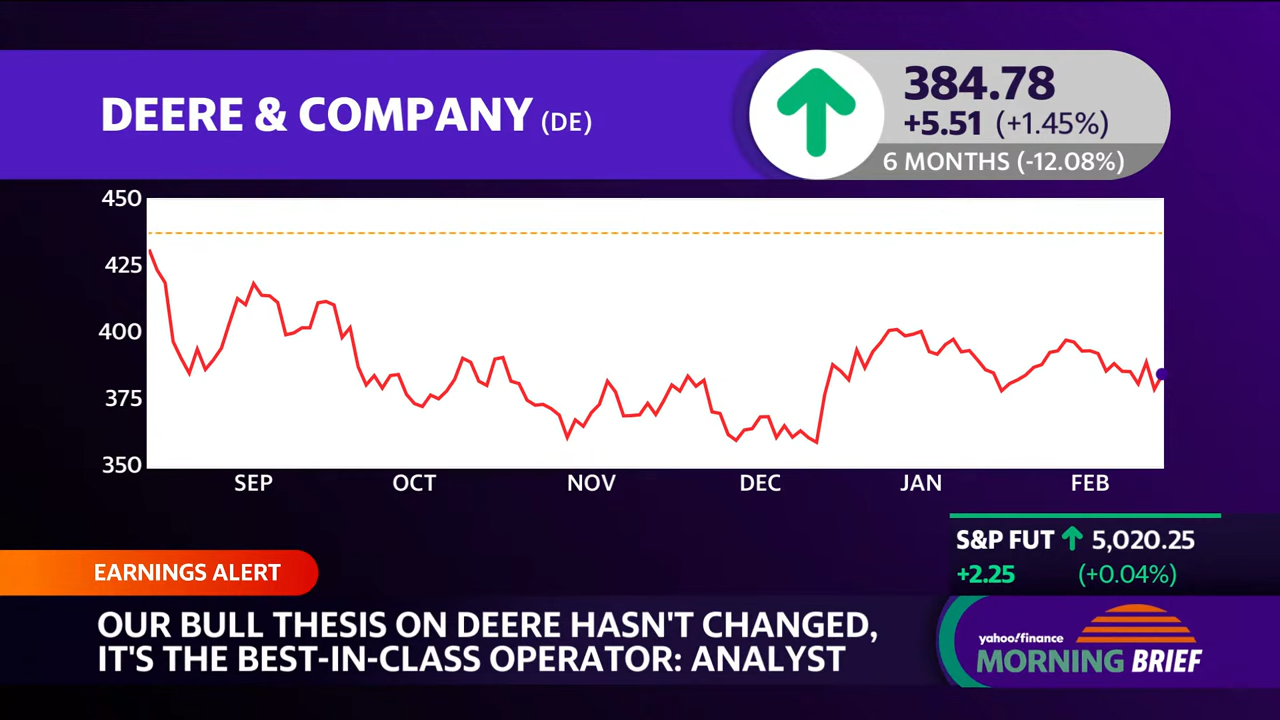 DEERE & COMPANY (DE)
384.78
+5.51 (+1.45%)
6 MONTHS (-12.08%)
450
425
400
375
350
SEP OCT NOV DEC JAN FEB
S&P FUT 5,020.25
+2.25 (+0.04%)
EARNINGS ALERT
OUR BULL THESIS ON DEERE HASN'T CHANGED,
IT'S THE BEST-IN-CLASS OPERATOR: ANALYST
yahoo!finance
MORNING BRIEF